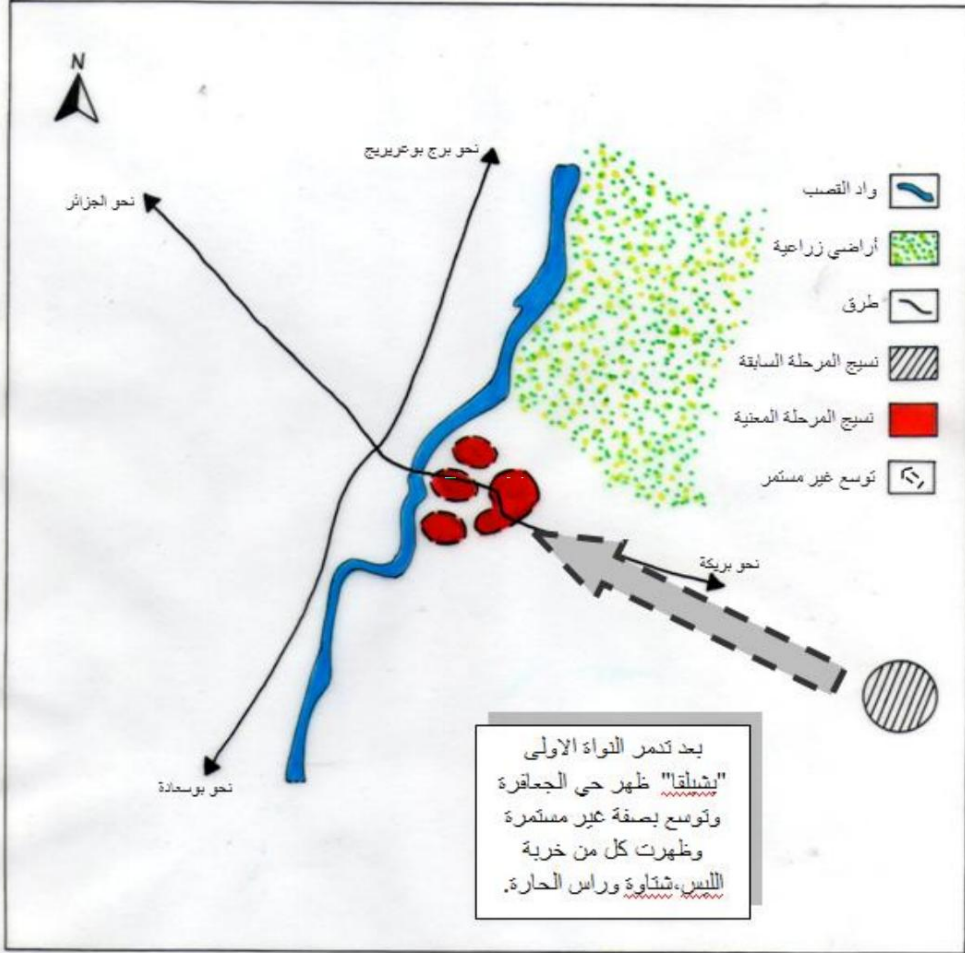 N
نحو برج بوعريريج
نحو الجزائر
واد القصب
أراضي زراعية
طرق
نسيج المرحلة السابقة
نسيج المرحلة المعنية
توسع غير مستمر
نحو بريكة
نحو بوسعادة
بعد تدمر النواة الاولى
"بشيلقا" ظهر حي الجعافرة
وتوسع بصفة غير مستمرة
وظهرت كل من خربة
اللبس،شتاوة وراس الحارة.